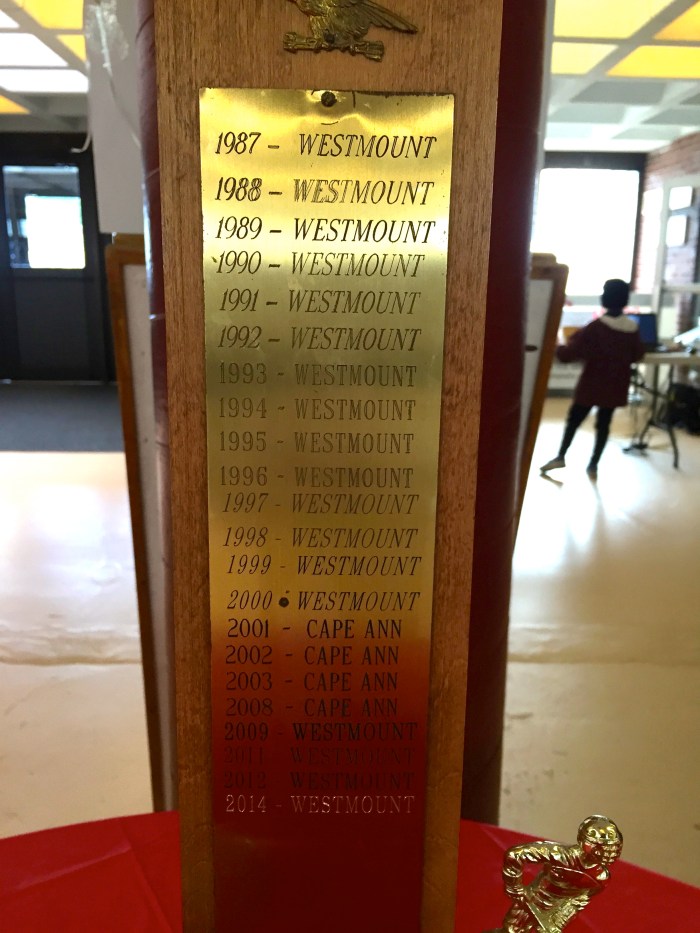 1987 - WESTMOUNT
1988 - WESTMOUNT
1989 - WESTMOUNT
1990 - WESTMOUNT
1991 - WESTMOUNT
1992 - WESTMOUNT
1993 - WESTMOUNT
1994 - WESTMOUNT
1995 - WESTMOUNT
1996 - WESTMOUNT
1997 - WESTMOUNT
1998 - WESTMOUNT
1999 - WESTMOUNT
2000 WESTMOUNT
2001 - CAPE ANN
2002 - CAPE ANN
2003 - CAPE ANN
2008 - CAPE ANN
2009 - WESTMOUNT
2011 - WESTMOUNT
2012 - WESTMOUNT
2014 - WESTMOUNT